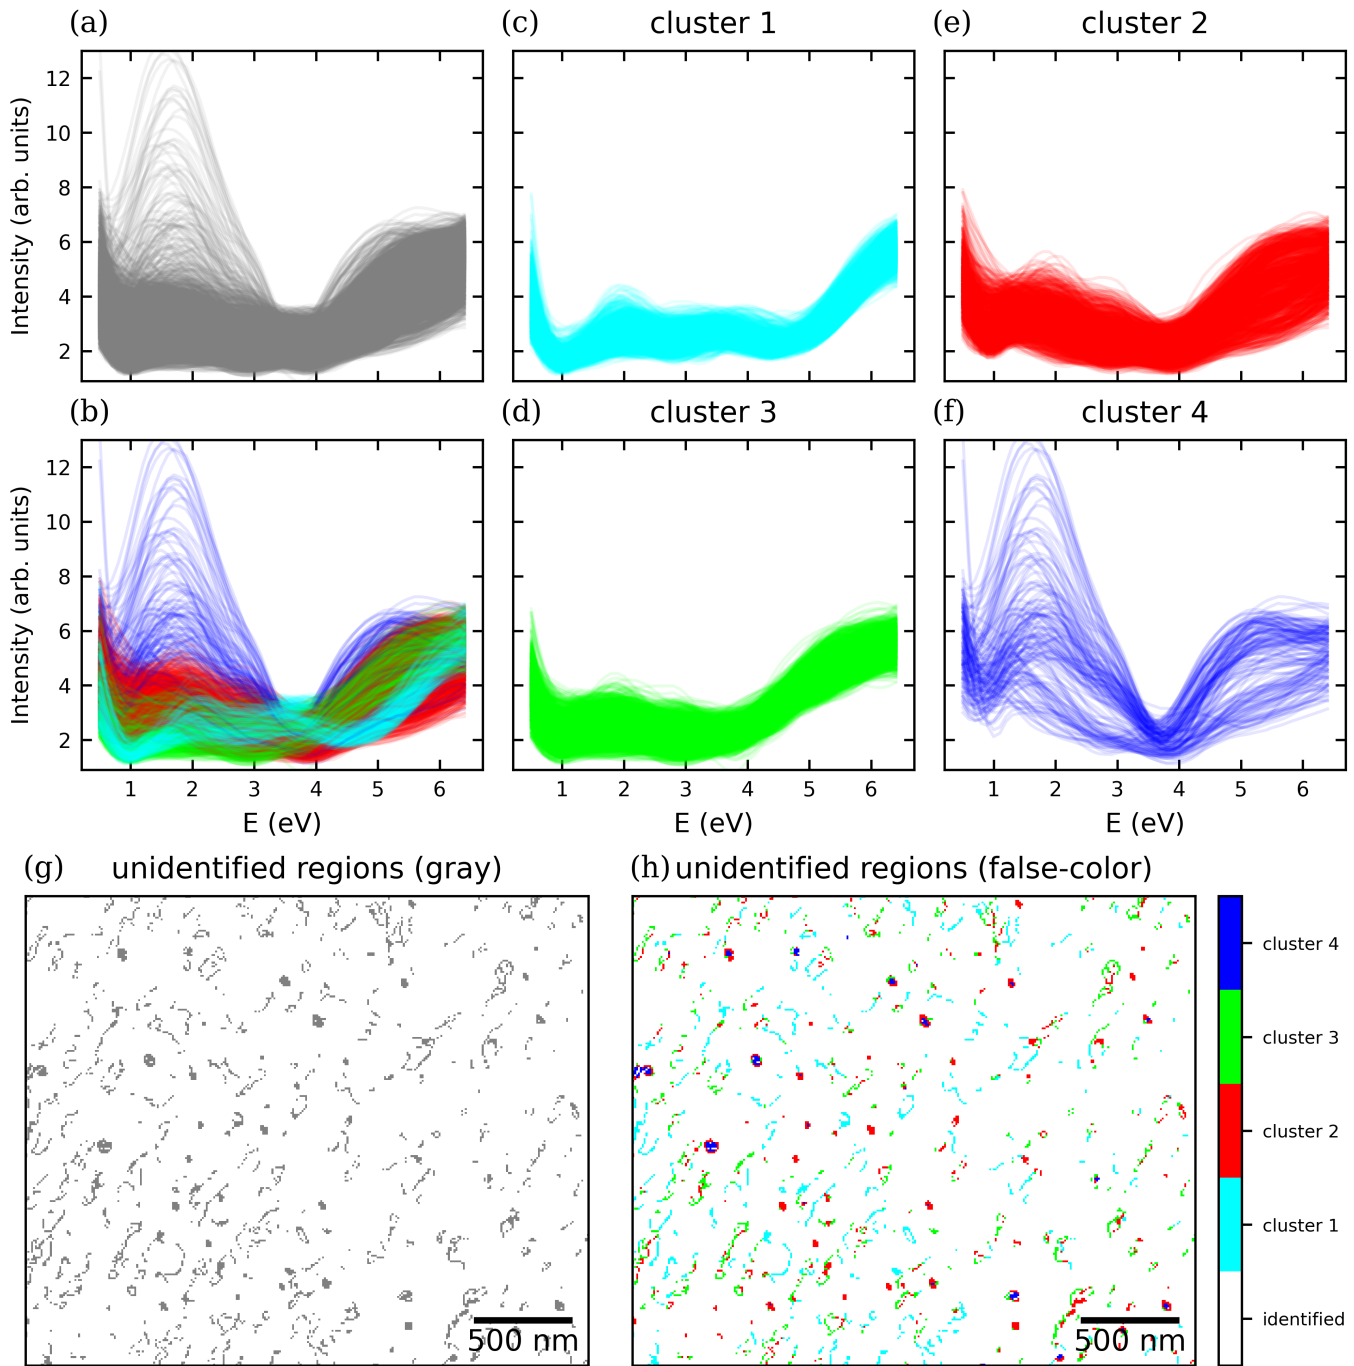 (a)
(c) cluster 1
(e) cluster 2
Intensity (arb. units)
12
10
8
6
4
2
(b)
(d) cluster 3
(f) cluster 4
Intensity (arb. units)
12
10
8
6
4
2
1 2 3 4 5 6
E (eV)
1 2 3 4 5 6
E (eV)
1 2 3 4 5 6
E (eV)
(g) unidentified regions (gray)
500 nm
(h) unidentified regions (false-color)
500 nm
cluster 4
cluster 3
cluster 2
cluster 1
identified